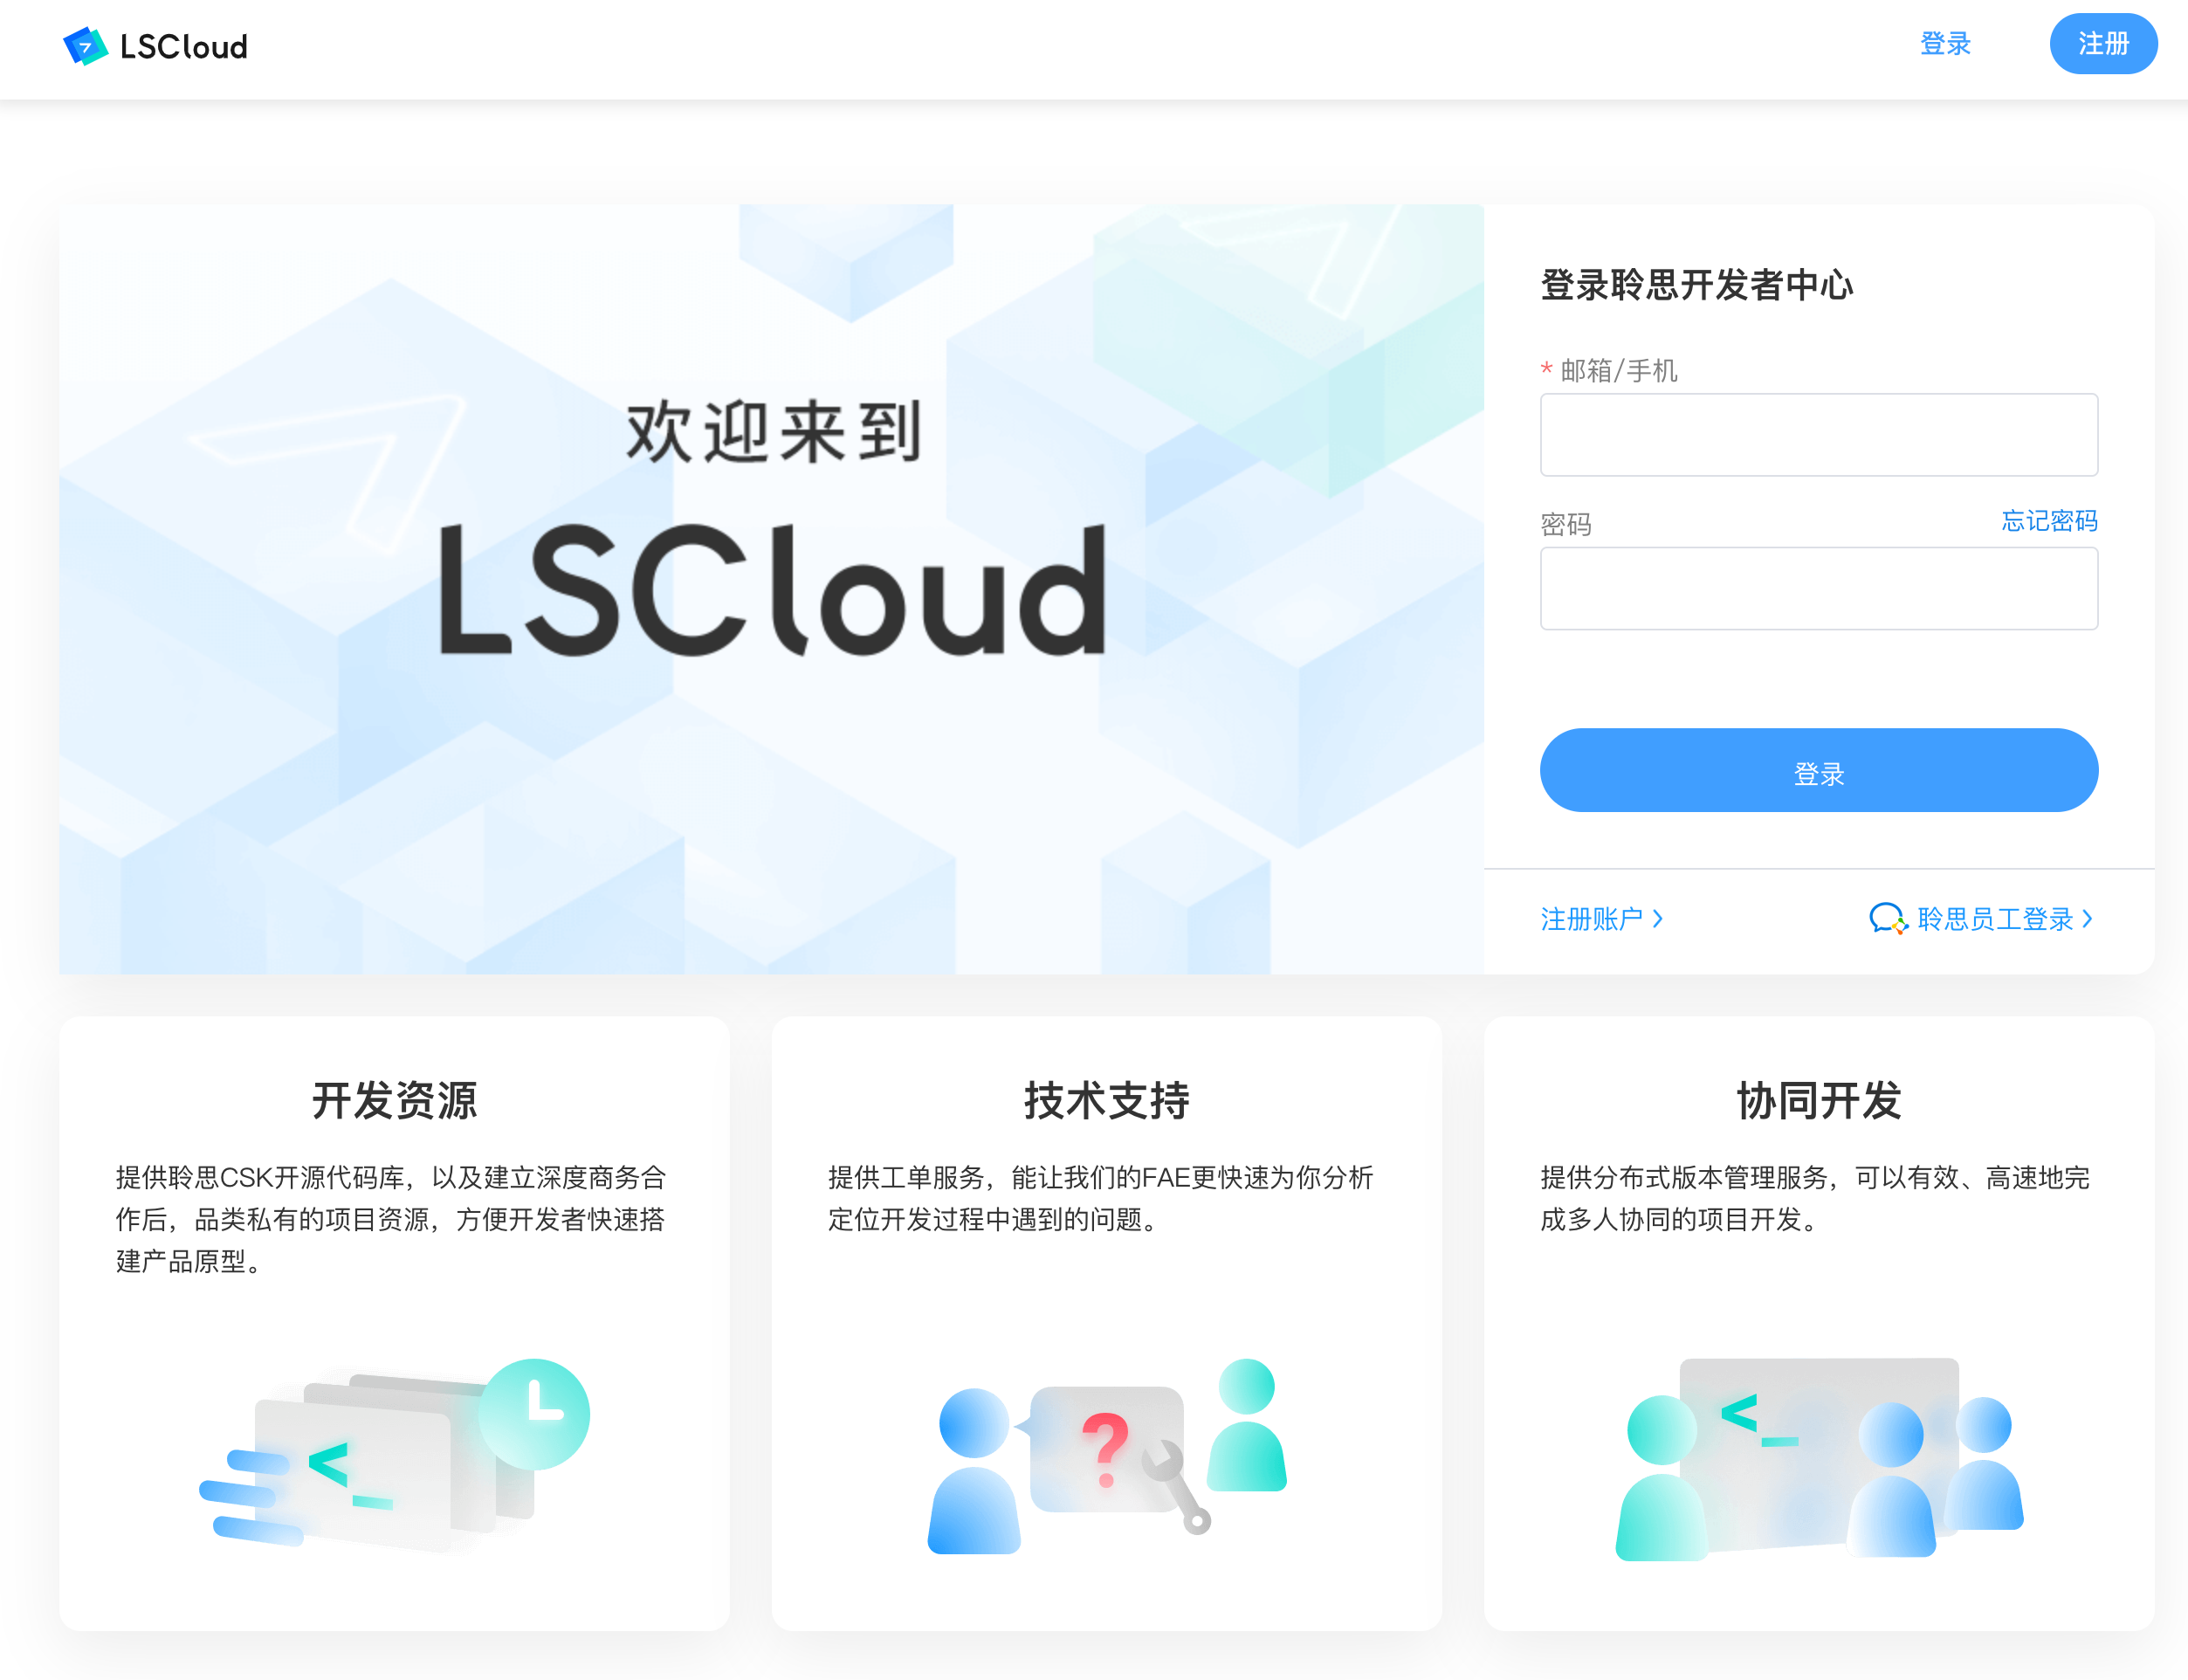 LSCloud
登录
注册
欢迎来到
LSCloud
登录聆思开发者中心
* 邮箱/手机
密码
忘记密码
登录
注册账户
聆思员工登录
开发资源
提供聆思CSK开源代码库，以及建立深度商务合
作后，品类私有的项目资源，方便开发者快速搭
建产品原型。
技术支持
提供工单服务，能让我们的FAE更快速为你分析
定位开发过程中遇到的问题。
协同开发
提供分布式版本管理服务，可以有效、高速地完
成多人协同的项目开发。
<_
?
<_